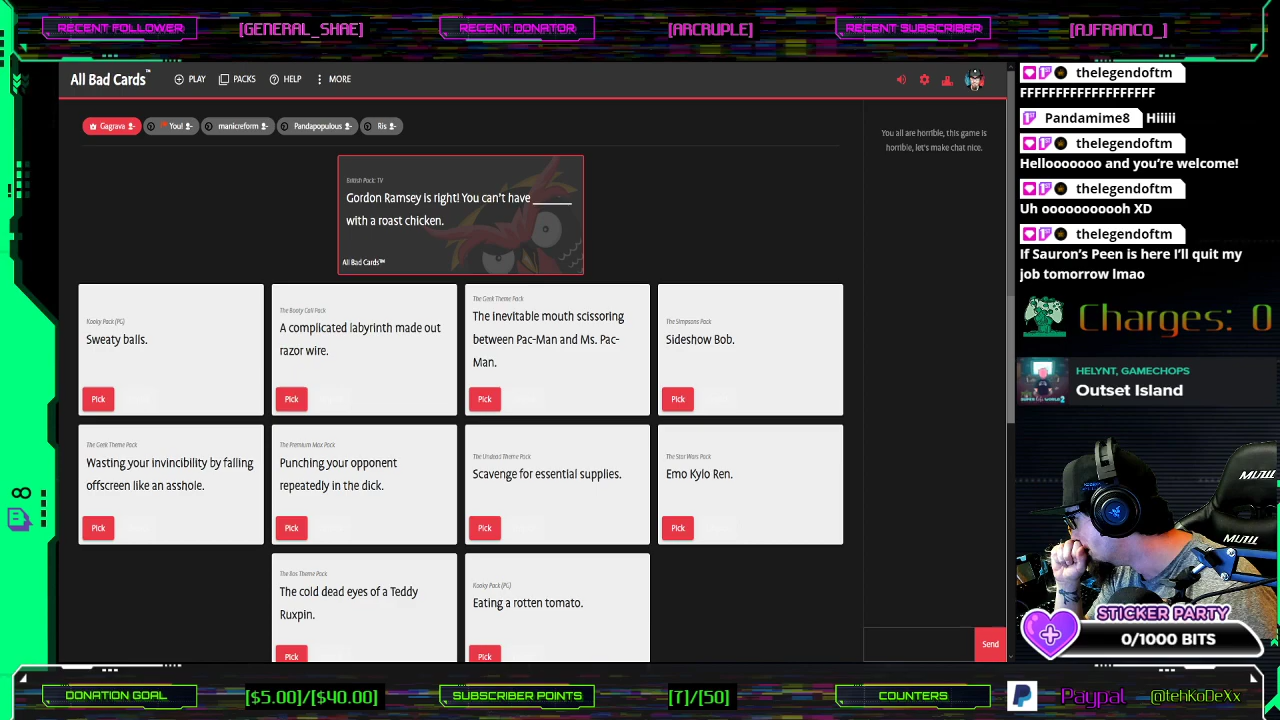 RECENT FOLLOWER
[GENERAL_SHAE]
RECENT DONATOR
[ARCRUPLE]
RECENT SUBSCRIBER
[AJFRANCO_]
All Bad Cards™
PLAY
PACKS
HELP
MORE
Gagrava
You!
manicreform
Pandapopulous
Ris
You all are horrible, this game is
horrible, let's make chat nice.
British Pack: TV
Gordon Ramsey is right! You can't have ______
with a roast chicken.
All Bad Cards™
Kooky Pack (PG)
Sweaty balls.
Pick
The Booty Call Pack
A complicated labyrinth made out
razor wire.
Pick
The Geek Theme Pack
The inevitable mouth scissoring
between Pac-Man and Ms. Pac-
Man.
Pick
The Simpsons Pack
Sideshow Bob.
Pick
The Geek Theme Pack
Wasting your invincibility by falling
offscreen like an asshole.
Pick
The Premium Max Pack
Punching your opponent
repeatedly in the dick.
Pick
The Undead Theme Pack
Scavenge for essential supplies.
Pick
The Star Wars Pack
Emo Kylo Ren.
Pick
The 80s Theme Pack
The cold dead eyes of a Teddy
Ruxpin.
Pick
Kooky Pack (PG)
Eating a rotten tomato.
Pick
Send
thelegendoftm
FFFFFFFFFFFFFFFFFFF
Pandamime8 Hiiiii
thelegendoftm
Hellooooooo and you're welcome!
thelegendoftm
Uh ooooooooooh XD
thelegendoftm
If Sauron's Peen is here I'll quit my
job tomorrow lmao
Charges: 0
HELYNT, GAMECHOPS
Outset Island
MUTLU
MUTLU
STICKER PARTY
0/1000 BITS
DONATION GOAL
[$5.00]/[$40.00]
SUBSCRIBER POINTS
[7]/[50]
COUNTERS
Paypal
@tehKoDeXx